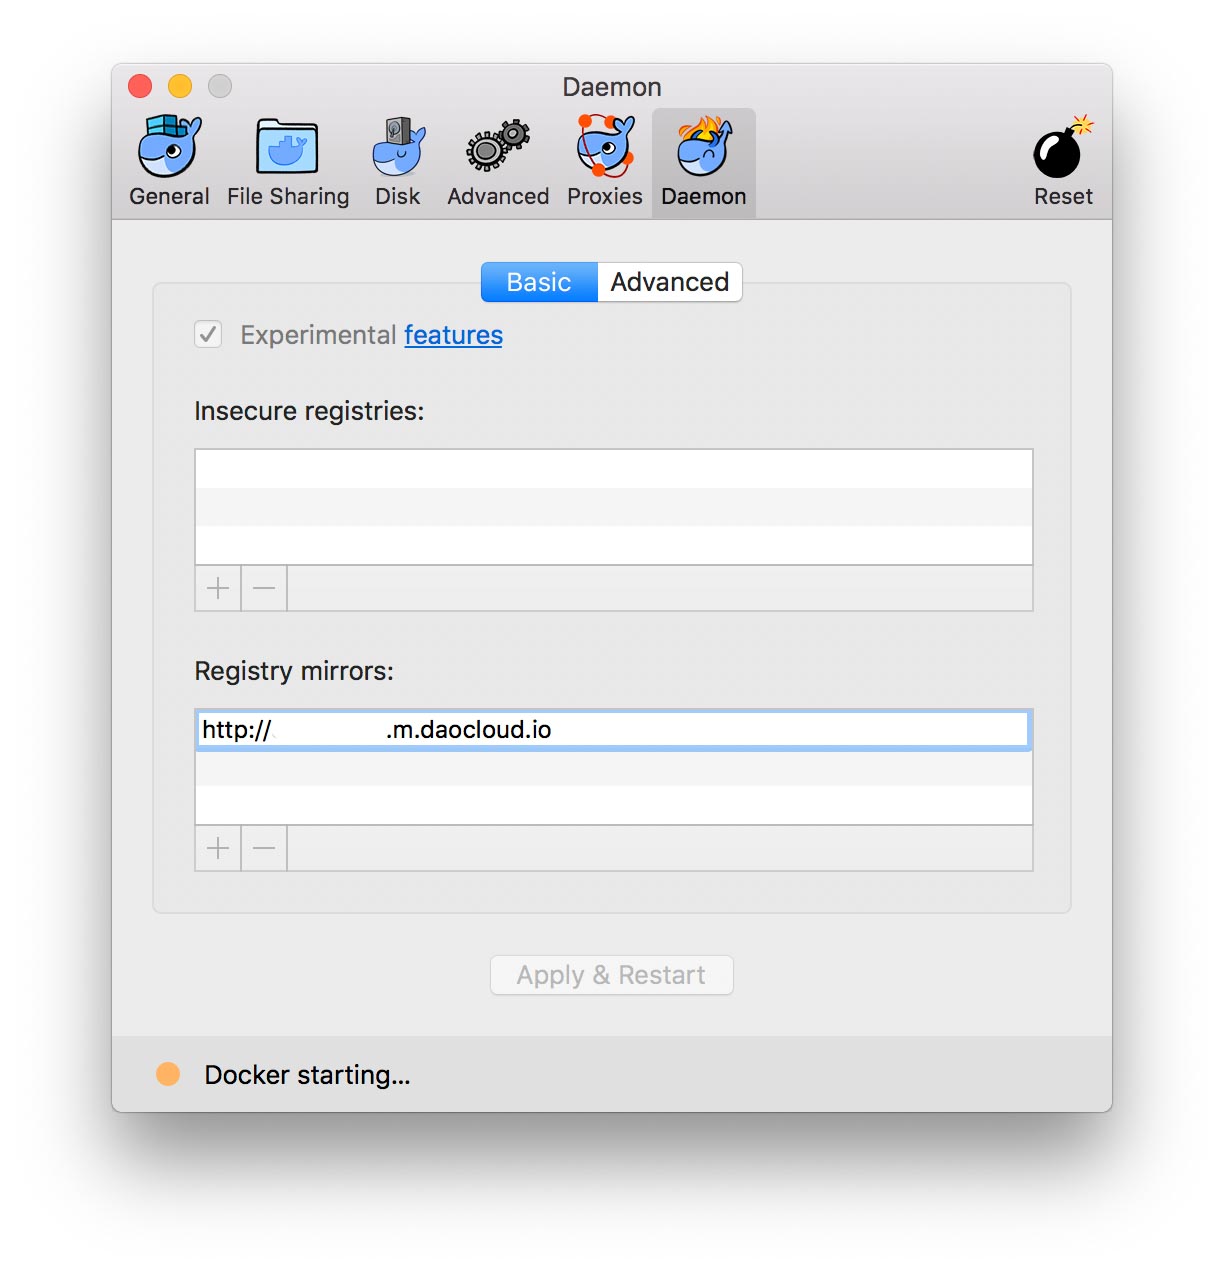 Daemon
General File Sharing Disk Advanced Proxies Daemon Reset
Basic Advanced
Experimental features
Insecure registries:
Registry mirrors:
http:// .m.daocloud.io
Apply & Restart
Docker starting...